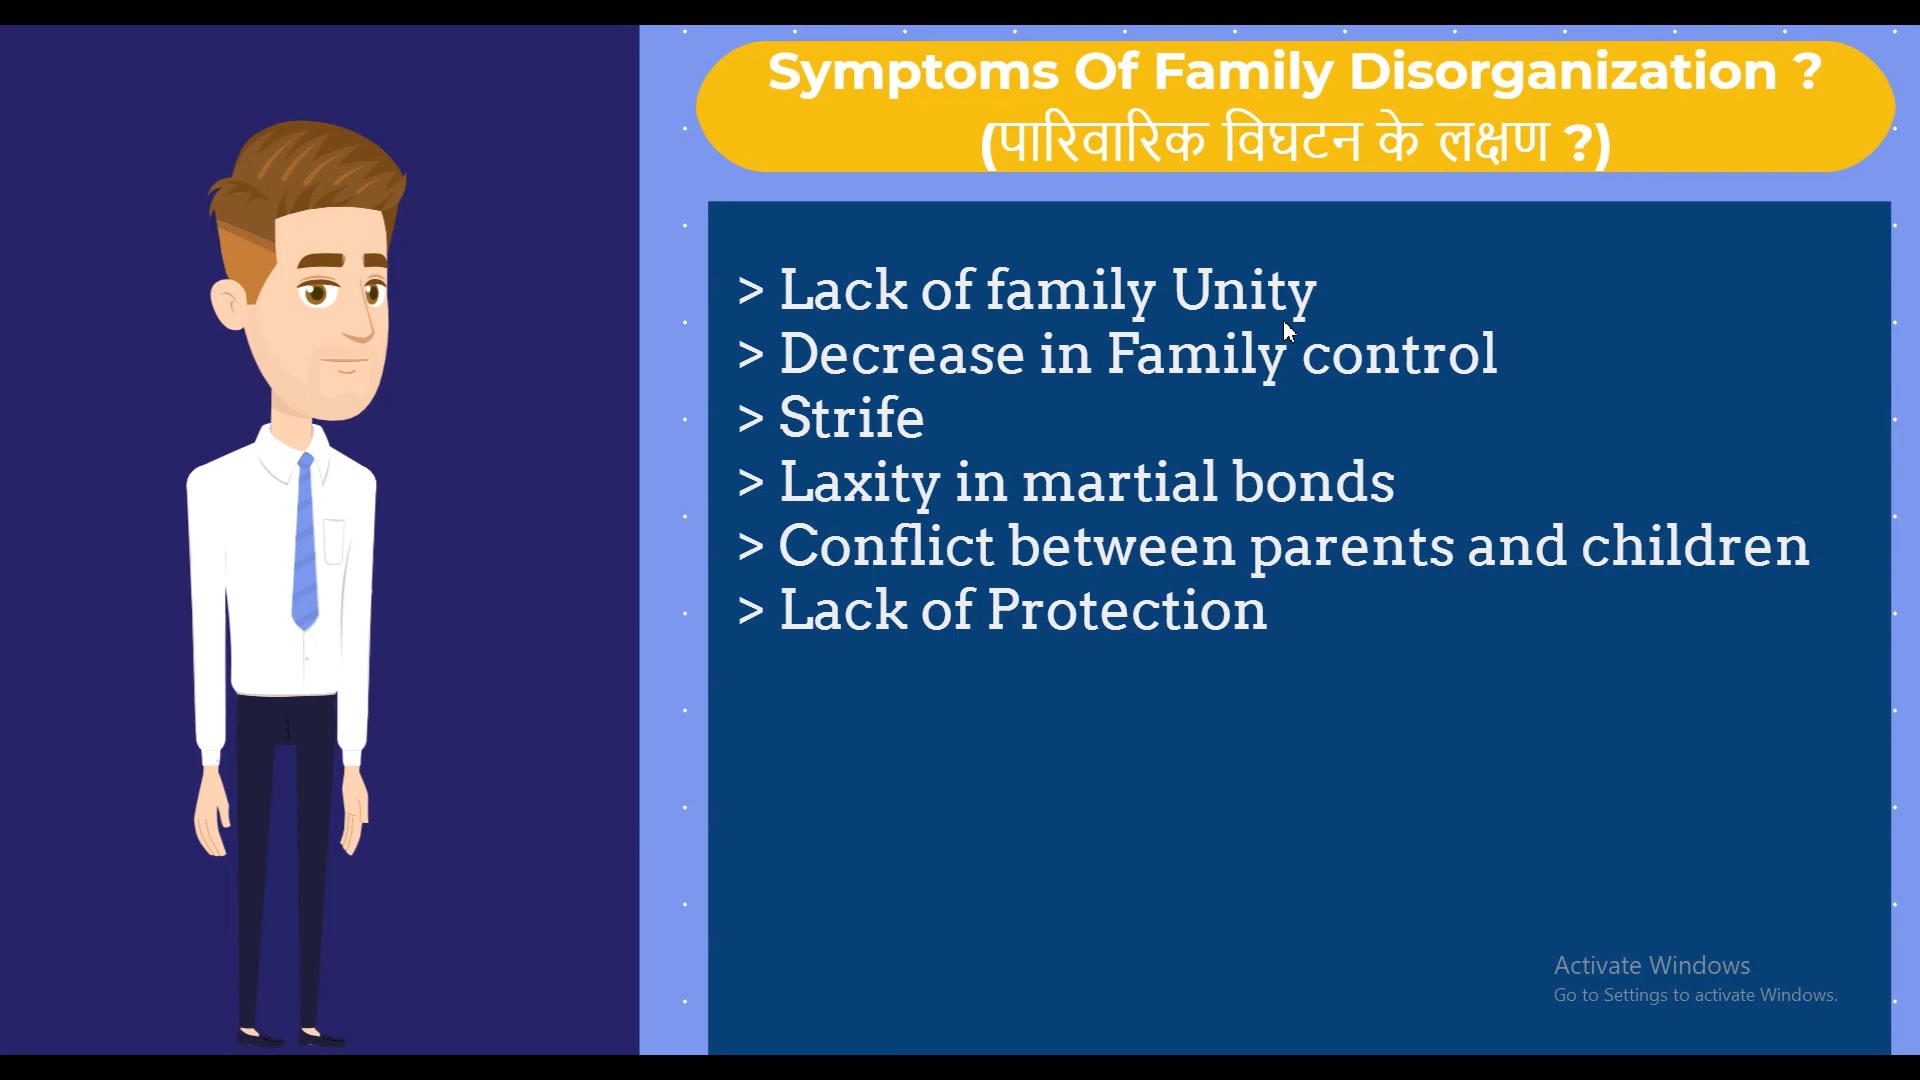 Symptoms Of Family Disorganization ?
(पारिवारिक विघटन के लक्षण ?)
> Lack of family Unity
> Decrease in Family control
> Strife
> Laxity in martial bonds
> Conflict between parents and children
> Lack of Protection
Activate Windows
Go to Settings to activate Windows.